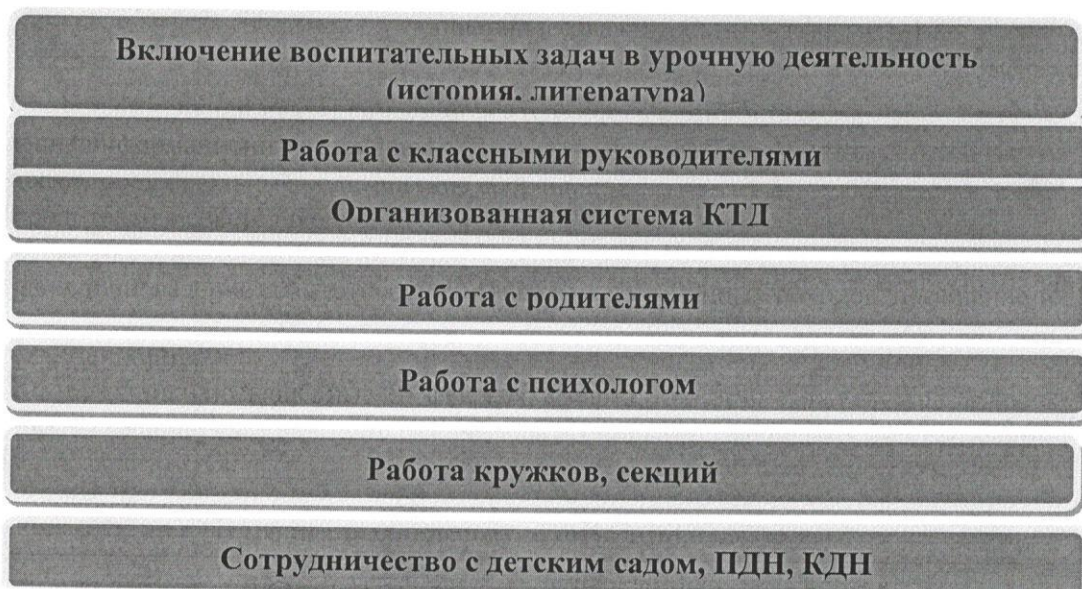 Включение воспитательных задач в урочную деятельность
(история, литература)
Работа с классными руководителями
Организованная система КТД
Работа с родителями
Работа с психологом
Работа кружков, секций
Сотрудничество с детским садом, ПДН, КДН